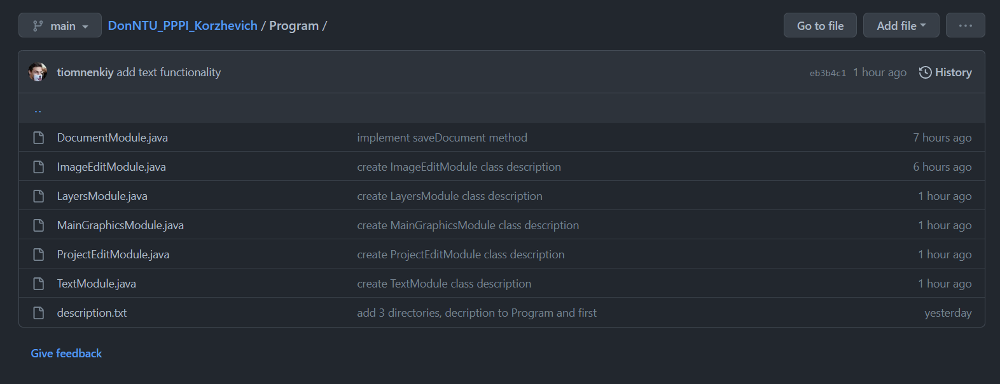 main DonNTU_PPPI_Korzhevich / Program / Go to file Add file ...
tiomnenkiy add text functionality eb3b4c1 1 hour ago History
..
DocumentModule.java implement saveDocument method 7 hours ago
ImageEditModule.java create ImageEditModule class description 6 hours ago
LayersModule.java create LayersModule class description 1 hour ago
MainGraphicsModule.java create MainGraphicsModule class description 1 hour ago
ProjectEditModule.java create ProjectEditModule class description 1 hour ago
TextModule.java create TextModule class description 1 hour ago
description.txt add 3 directories, decription to Program and first yesterday
Give feedback